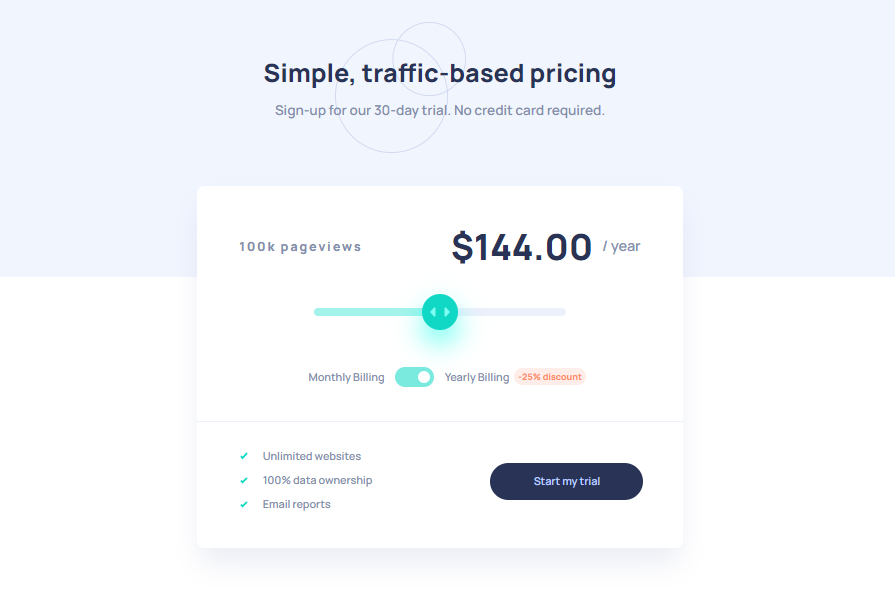 Simple, traffic-based pricing
Sign-up for our 30-day trial. No credit card required.
100k pageviews
$144.00 / year
Monthly Billing
Yearly Billing
-25% discount
Unlimited websites
100% data ownership
Email reports
Start my trial